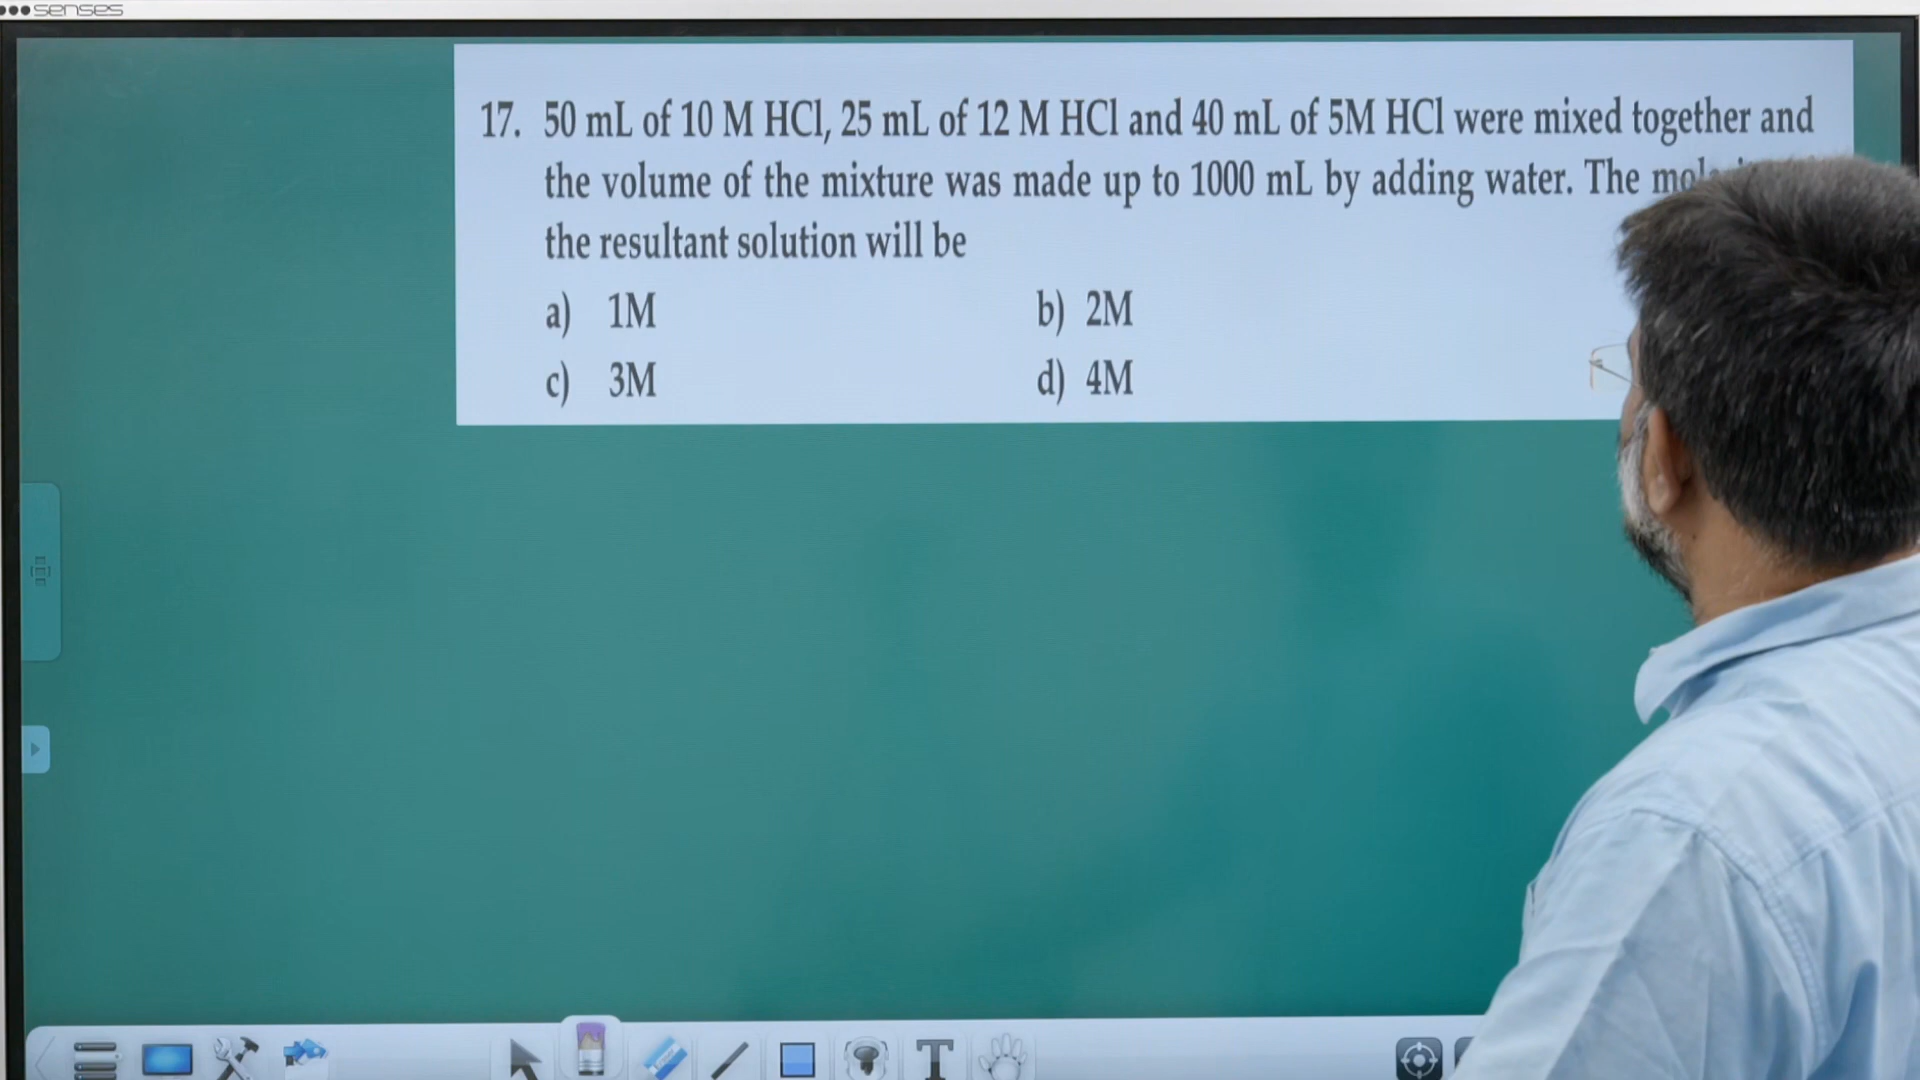 senses
17. 50 mL of 10 M HCl, 25 mL of 12 M HCl and 40 mL of 5M HCl were mixed together and
the volume of the mixture was made up to 1000 mL by adding water. The
the resultant solution will be
a) 1M b) 2M
c) 3M d) 4M
T